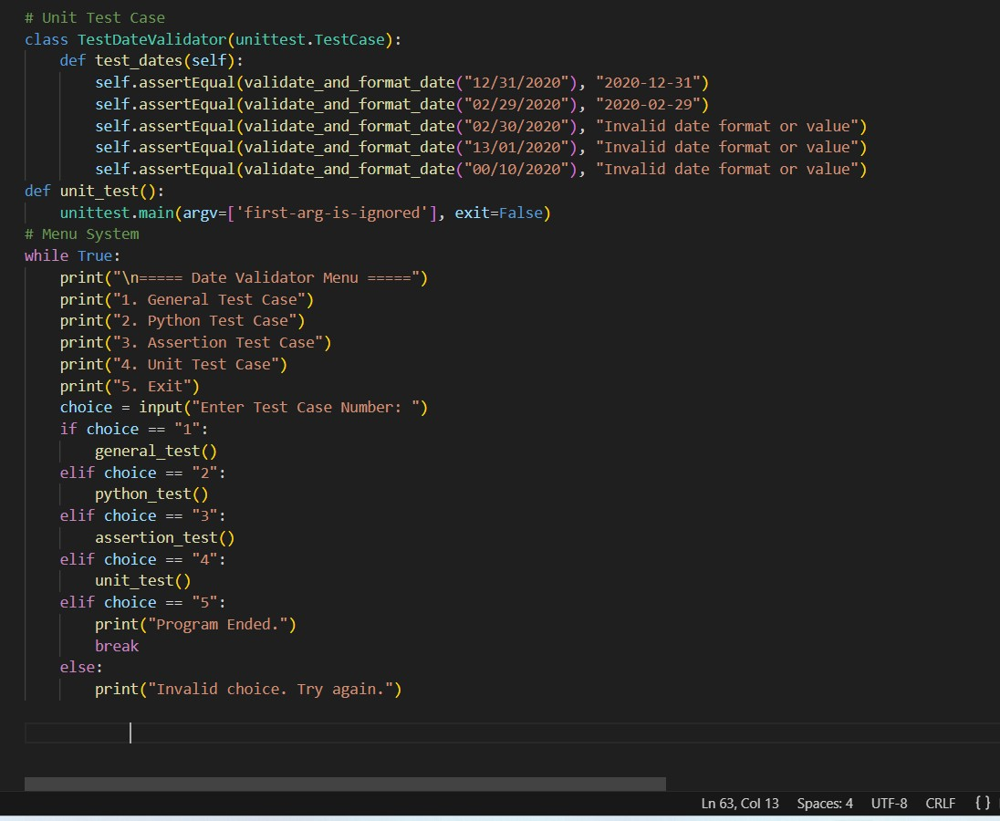 # Unit Test Case
class TestDateValidator(unittest.TestCase):
    def test_dates(self):
        self.assertEqual(validate_and_format_date("12/31/2020"), "2020-12-31")
        self.assertEqual(validate_and_format_date("02/29/2020"), "2020-02-29")
        self.assertEqual(validate_and_format_date("02/30/2020"), "Invalid date format or value")
        self.assertEqual(validate_and_format_date("13/01/2020"), "Invalid date format or value")
        self.assertEqual(validate_and_format_date("00/10/2020"), "Invalid date format or value")
def unit_test():
    unittest.main(argv=['first-arg-is-ignored'], exit=False)
# Menu System
while True:
    print("\n===== Date Validator Menu =====")
    print("1. General Test Case")
    print("2. Python Test Case")
    print("3. Assertion Test Case")
    print("4. Unit Test Case")
    print("5. Exit")
    choice = input("Enter Test Case Number: ")
    if choice == "1":
        general_test()
    elif choice == "2":
        python_test()
    elif choice == "3":
        assertion_test()
    elif choice == "4":
        unit_test()
    elif choice == "5":
        print("Program Ended.")
        break
    else:
        print("Invalid choice. Try again.")
Ln 63, Col 13 Spaces: 4 UTF-8 CRLF { }